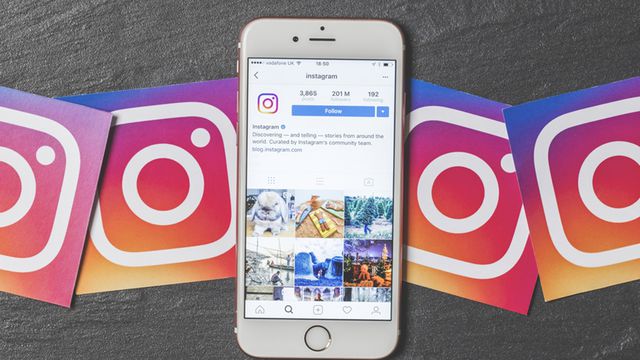 vodafone UK 18:50
instagram
3,865 201 M 192
posts followers following
Follow
Instagram
Discovering — and telling — stories from around
the world. Curated by Instagram's community team.
blog.instagram.com